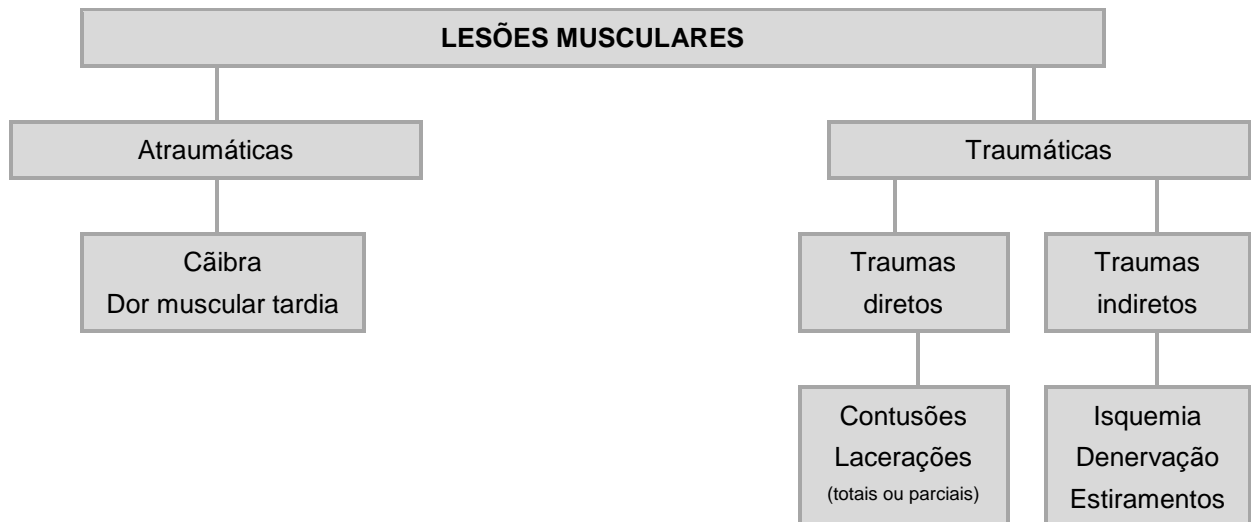 LESÕES MUSCULARES
Atraumáticas
Traumáticas
Cãibra
Dor muscular tardia
Traumas
diretos
Traumas
indiretos
Contusões
Lacerações
(totais ou parciais)
Isquemia
Denervação
Estiramentos